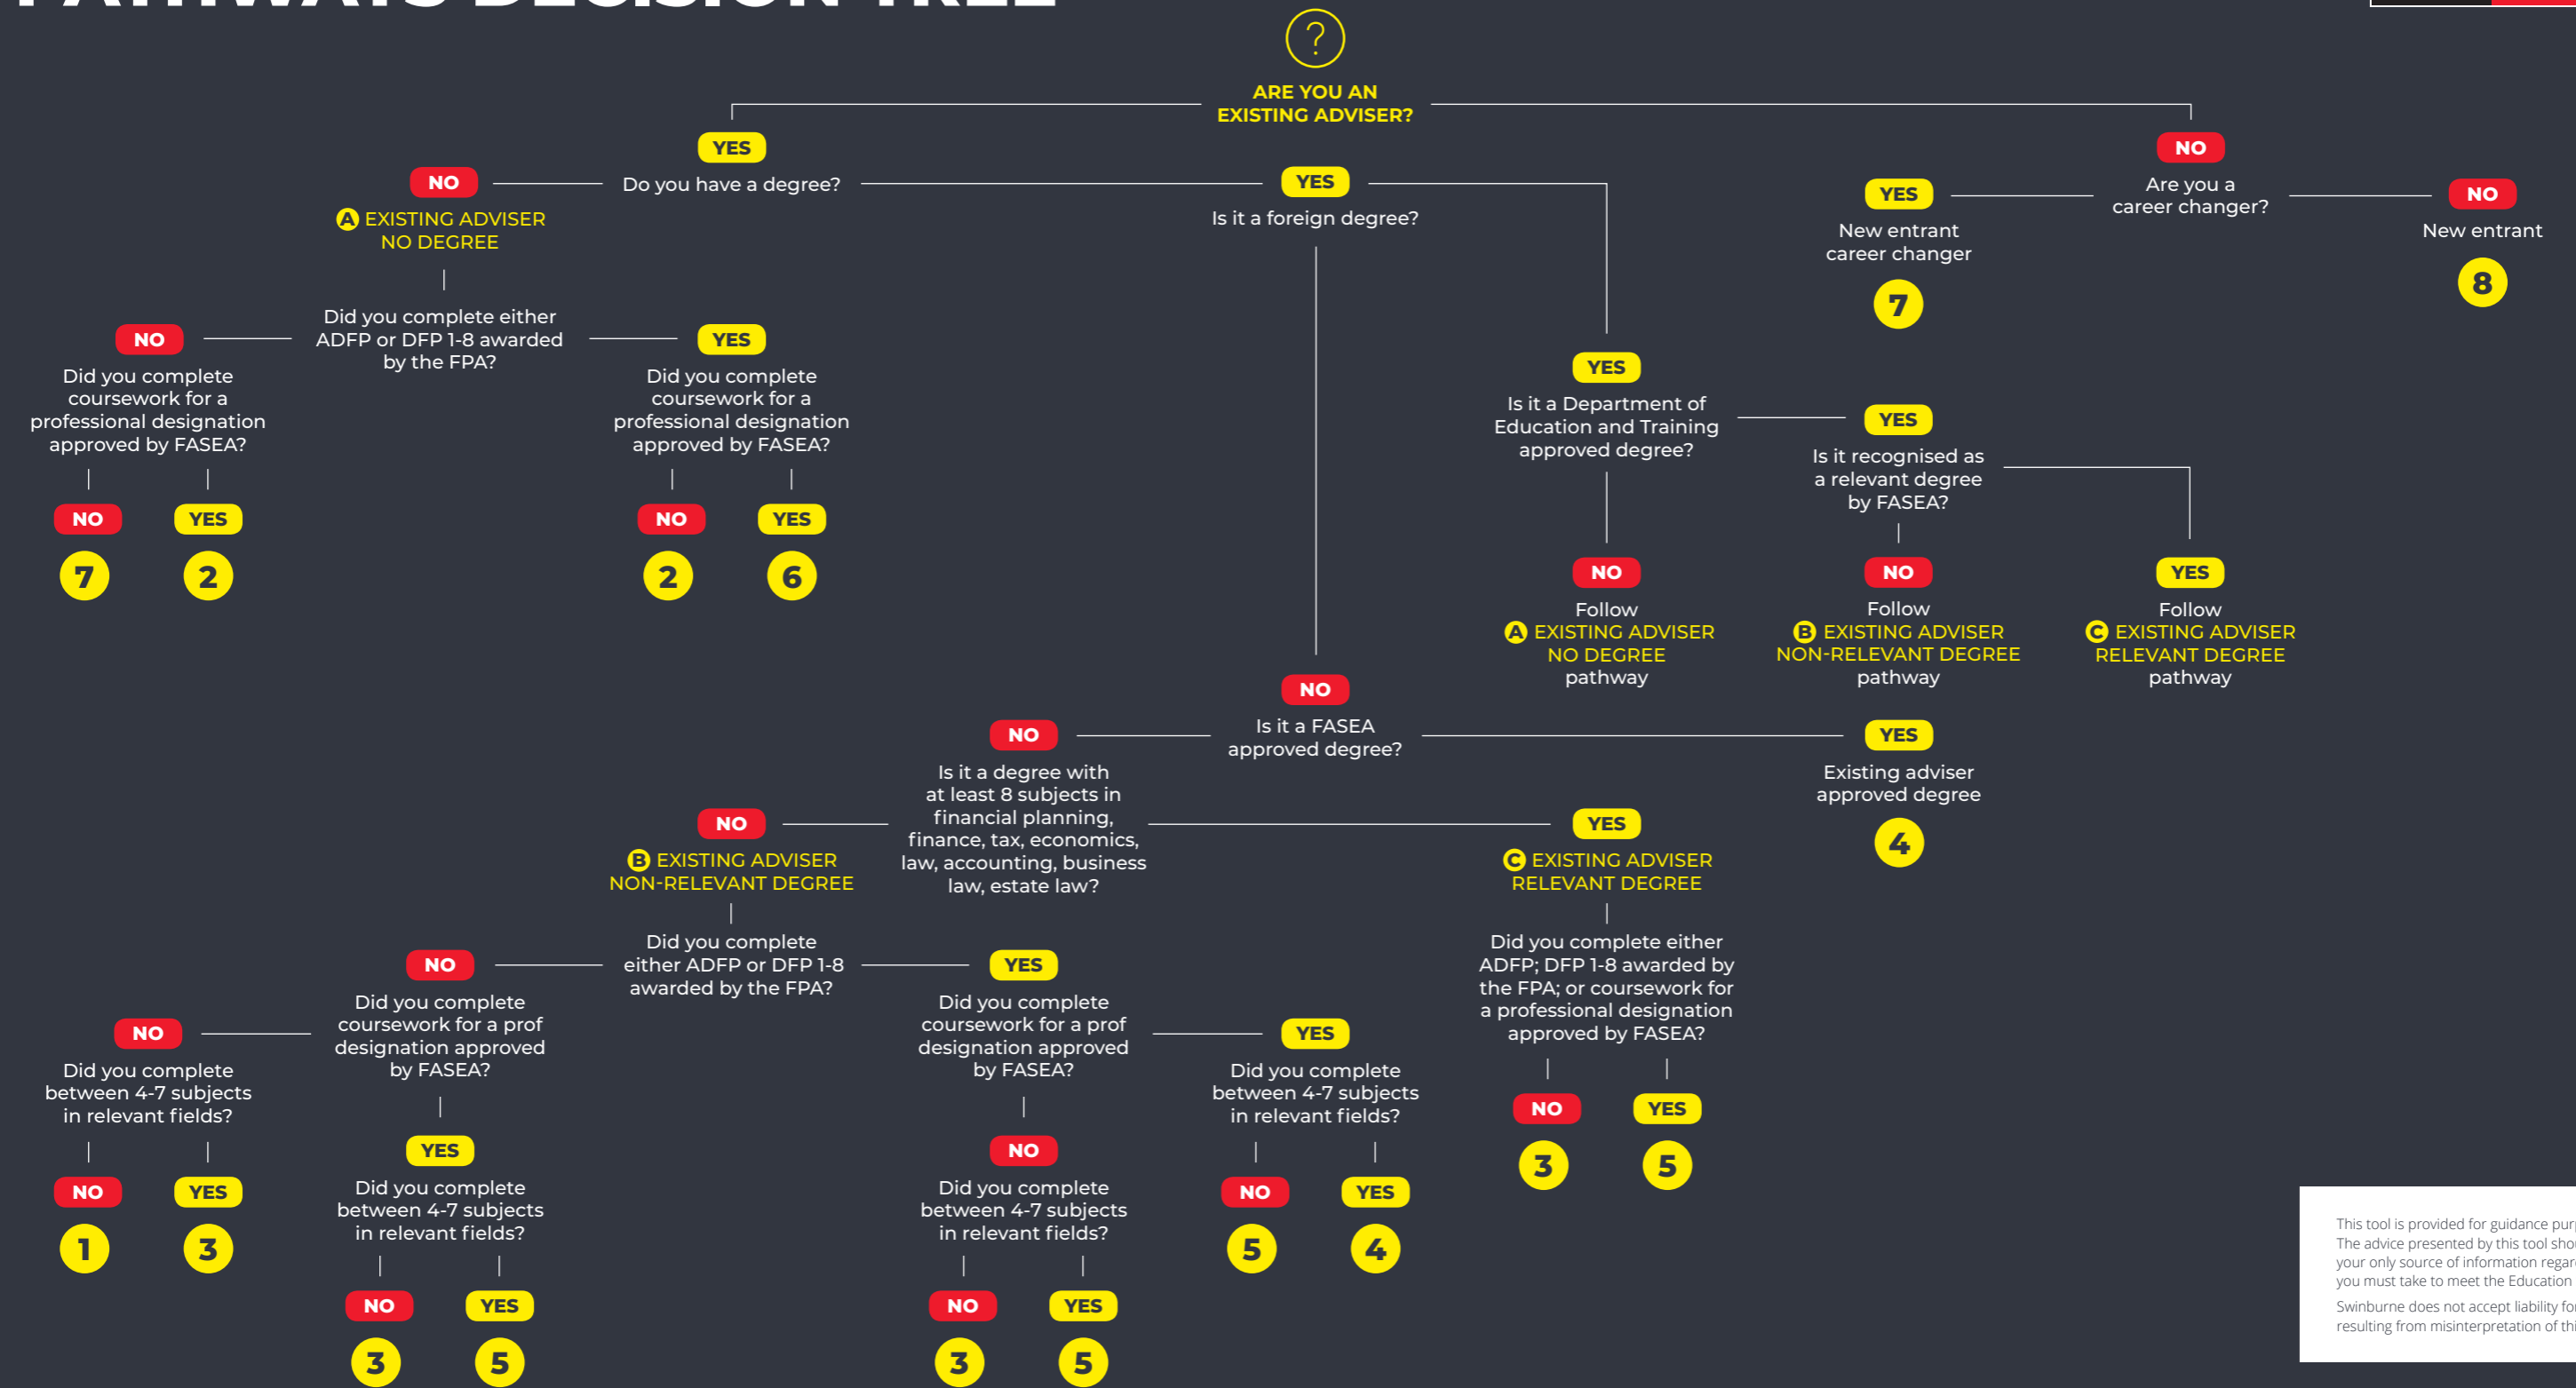 PATHWAYS DECISION TREE
?
ARE YOU AN
EXISTING ADVISER?
YES
Do you have a degree?
NO
A EXISTING ADVISER
NO DEGREE
Did you complete either
ADFP or DFP 1-8 awarded
by the FPA?
NO
Did you complete
coursework for a
professional designation
approved by FASEA?
NO
YES
7
2
YES
Did you complete
coursework for a
professional designation
approved by FASEA?
NO
YES
2
6
YES
Is it a foreign degree?
YES
Is it a Department of
Education and Training
approved degree?
NO
Follow
A EXISTING ADVISER
NO DEGREE
pathway
YES
Is it recognised as
a relevant degree
by FASEA?
NO
Follow
B EXISTING ADVISER
NON-RELEVANT DEGREE
pathway
YES
Follow
C EXISTING ADVISER
RELEVANT DEGREE
pathway
NO
Are you a
career changer?
YES
New entrant
career changer
7
NO
New entrant
8
NO
Is it a FASEA
approved degree?
YES
Existing adviser
approved degree
4
NO
Is it a degree with
at least 8 subjects in
financial planning,
finance, tax, economics,
law, accounting, business
law, estate law?
NO
B EXISTING ADVISER
NON-RELEVANT DEGREE
Did you complete
either ADFP or DFP 1-8
awarded by the FPA?
NO
Did you complete
coursework for a prof
designation approved
by FASEA?
NO
Did you complete
between 4-7 subjects
in relevant fields?
NO
YES
1
3
YES
Did you complete
between 4-7 subjects
in relevant fields?
NO
YES
3
5
YES
Did you complete
coursework for a prof
designation approved
by FASEA?
NO
Did you complete
between 4-7 subjects
in relevant fields?
NO
YES
3
5
YES
Did you complete
between 4-7 subjects
in relevant fields?
NO
YES
5
4
YES
C EXISTING ADVISER
RELEVANT DEGREE
Did you complete either
ADFP; DFP 1-8 awarded by
the FPA; or coursework for
a professional designation
approved by FASEA?
NO
YES
3
5
This tool is provided for guidance
The advice presented by this tool
your only source of information
you must take to meet the Education
Swinburne does not accept liability
resulting from misinterpretation of